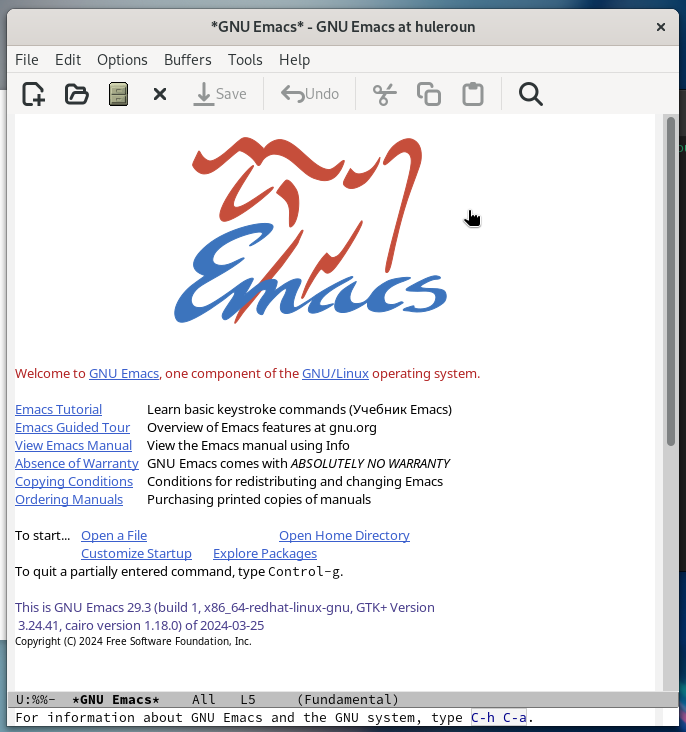 *GNU Emacs* - GNU Emacs at huleroun
File Edit Options Buffers Tools Help
Save Undo
Emacs
Welcome to GNU Emacs, one component of the GNU/Linux operating system.
Emacs Tutorial Learn basic keystroke commands (Учебник Emacs)
Emacs Guided Tour Overview of Emacs features at gnu.org
View Emacs Manual View the Emacs manual using Info
Absence of Warranty GNU Emacs comes with ABSOLUTELY NO WARRANTY
Copying Conditions Conditions for redistributing and changing Emacs
Ordering Manuals Purchasing printed copies of manuals
To start... Open a File Open Home Directory
Customize Startup Explore Packages
To quit a partially entered command, type Control-g.
This is GNU Emacs 29.3 (build 1, x86_64-redhat-linux-gnu, GTK+ Version
3.24.41, cairo version 1.18.0) of 2024-03-25
Copyright (C) 2024 Free Software Foundation, Inc.
U:%%- *GNU Emacs* All L5 (Fundamental)
For information about GNU Emacs and the GNU system, type C-h C-a.